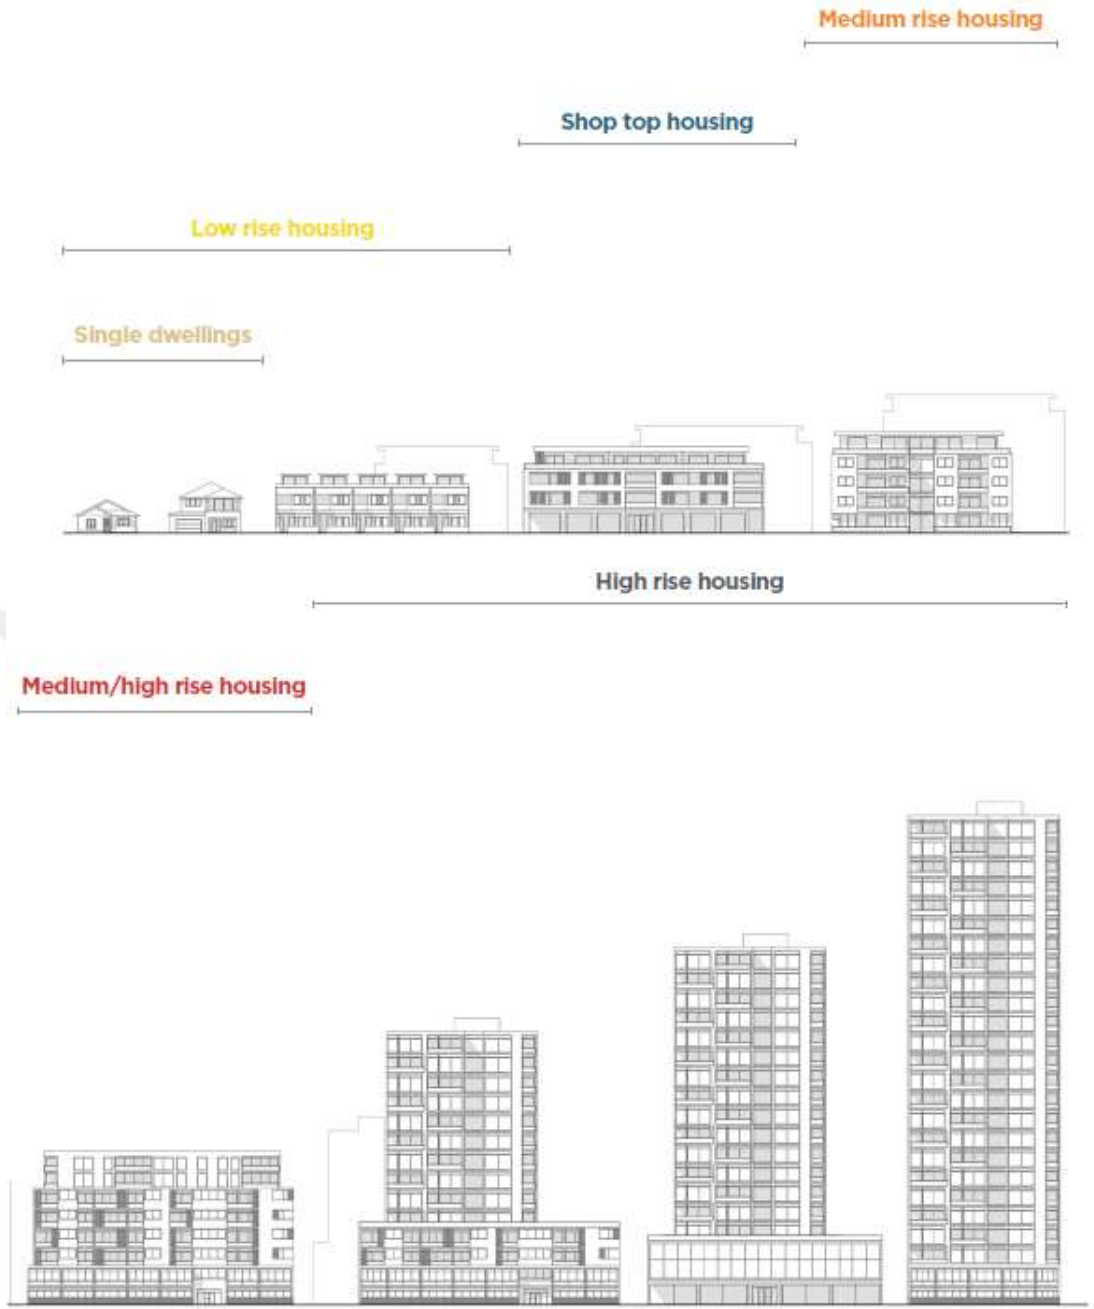 Medium rise housing
Shop top housing
Low rise housing
Single dwellings
High rise housing
Medium/high rise housing